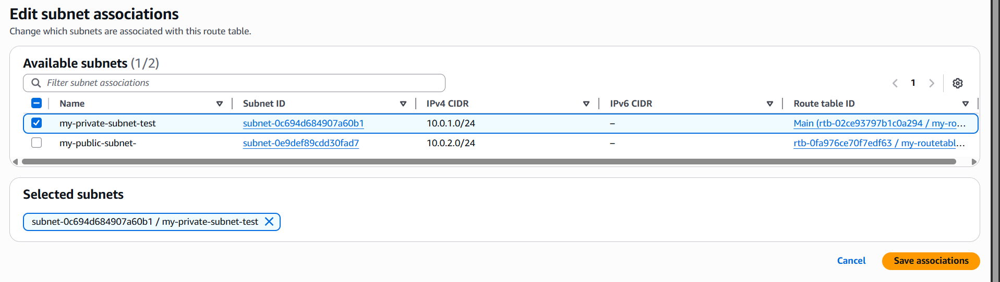 Edit subnet associations
Change which subnets are associated with this route table.
Available subnets (1/2)
Filter subnet associations
1
Name Subnet ID IPv4 CIDR IPv6 CIDR Route table ID
my-private-subnet-test subnet-0c694d684907a60b1 10.0.1.0/24 – Main (rtb-02ce93797b1c0a294 / my-ro...
my-public-subnet- subnet-0e9def89cdd30fad7 10.0.2.0/24 – rtb-0fa976ce70f7edf63 / my-routetabl...
Selected subnets
subnet-0c694d684907a60b1 / my-private-subnet-test
Cancel Save associations